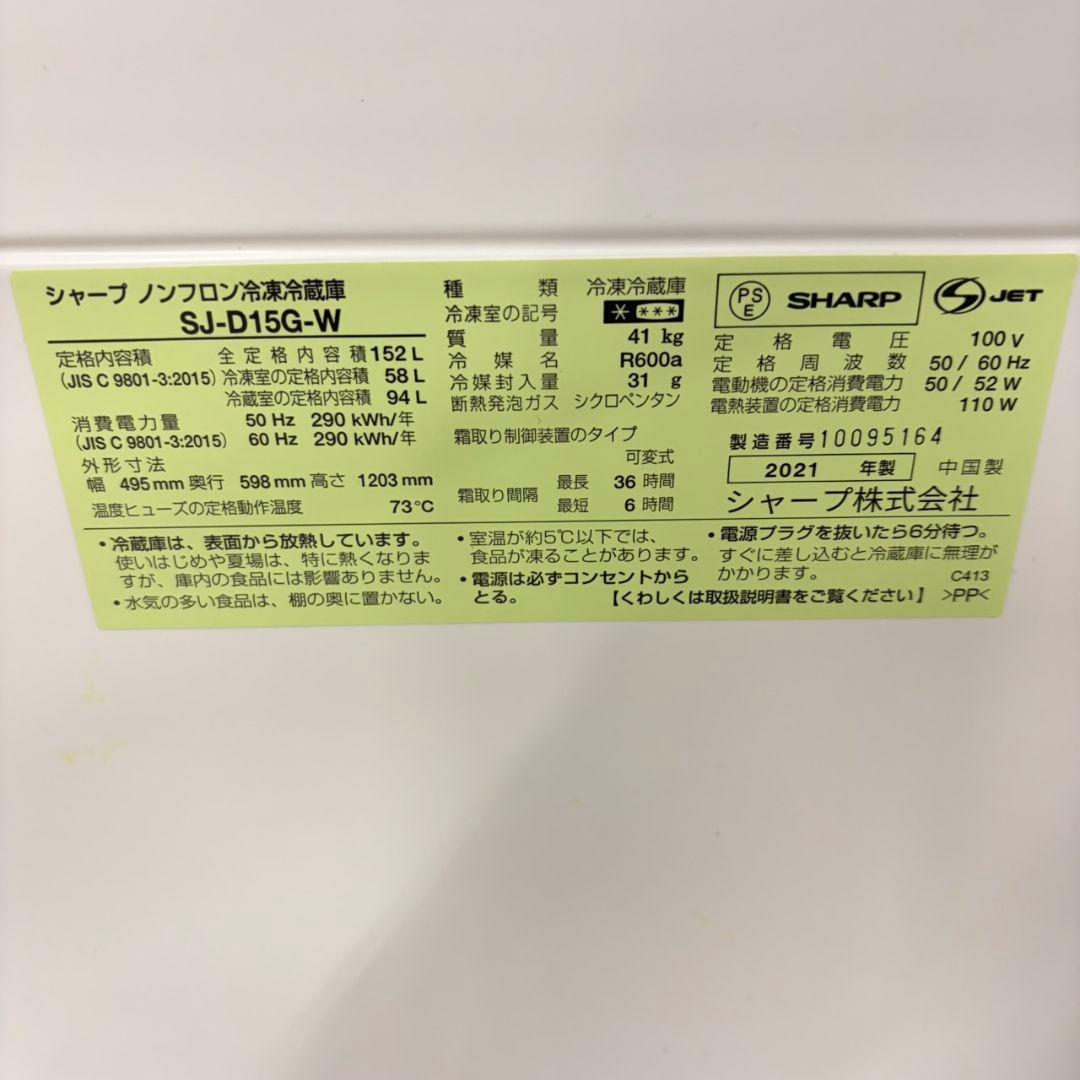 シャープ ノンフロン冷凍冷蔵庫
SJ-D15G-W
定格内容積 全定格内容積 152 L
(JIS C 9801-3:2015) 冷凍室の定格内容積 58 L
冷蔵室の定格内容積 94 L
消費電力量 50 Hz 290 kWh/年
(JIS C 9801-3:2015) 60 Hz 290 kWh/年
外形寸法
幅 495 mm 奥行 598 mm 高さ 1203 mm
温度ヒューズの定格動作温度 73℃
種類 冷凍冷蔵庫
冷凍室の記号 * ***
質量 41 kg
冷媒名 R600a
冷媒封入量 31 g
断熱発泡ガス シクロペンタン
霜取り制御装置のタイプ
可変式
霜取り間隔 最長 36 時間
最短 6 時間
PSE SHARP JET
定格電圧 100 V
定格周波数 50 / 60 Hz
電動機の定格消費電力 50 / 52 W
電熱装置の定格消費電力 110 W
製造番号 10095164
2021 年製 中国製
シャープ株式会社
・冷蔵庫は、表面から放熱しています。
使いはじめや夏場は、特に熱くなりま
すが、庫内の食品には影響ありません。
・水気の多い食品は、棚の奥に置かない。
・室温が約5℃以下では、
食品が凍ることがあります。
・電源は必ずコンセントから
とる。
・電源プラグを抜いたら6分待つ。
すぐに差し込むと冷蔵庫に無理が
かかります。 C413
【くわしくは取扱説明書をご覧ください】 >PP<